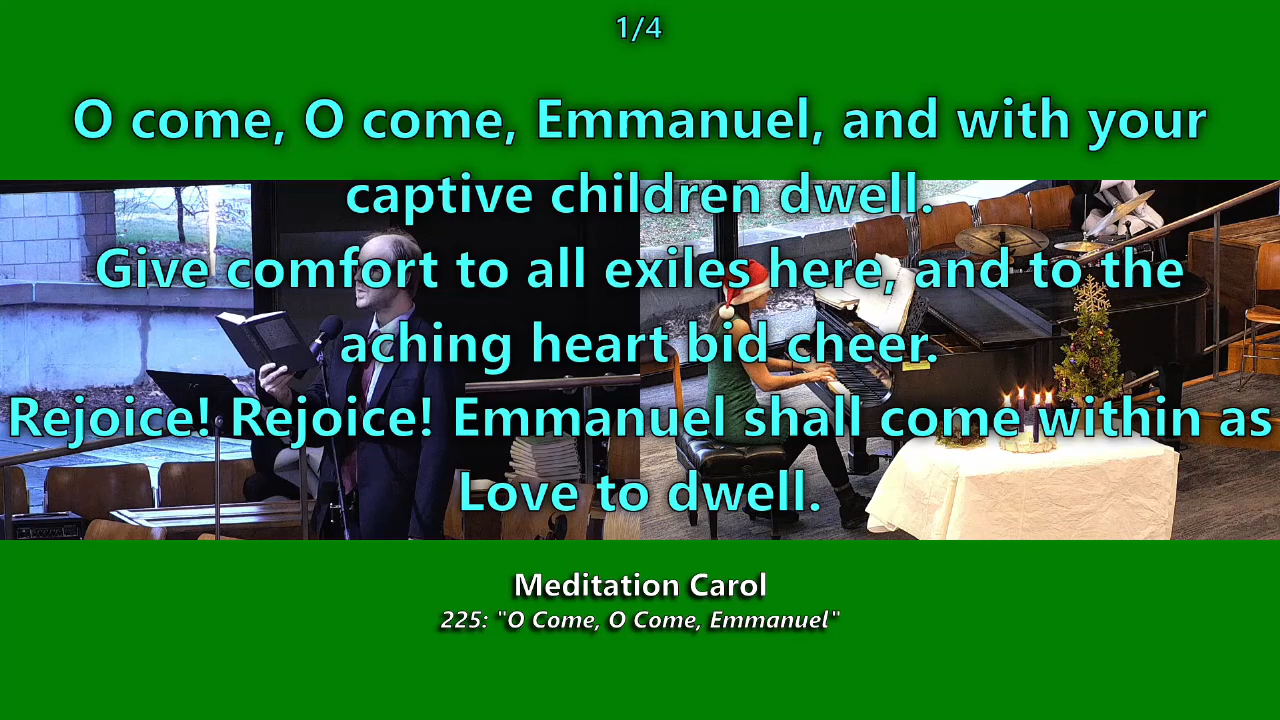 1/4
O come, O come, Emmanuel, and with your
captive children dwell.
Give comfort to all exiles here, and to the
aching heart bid cheer.
Rejoice! Rejoice! Emmanuel shall come within as
Love to dwell.
Meditation Carol
225: "O Come, O Come, Emmanuel"